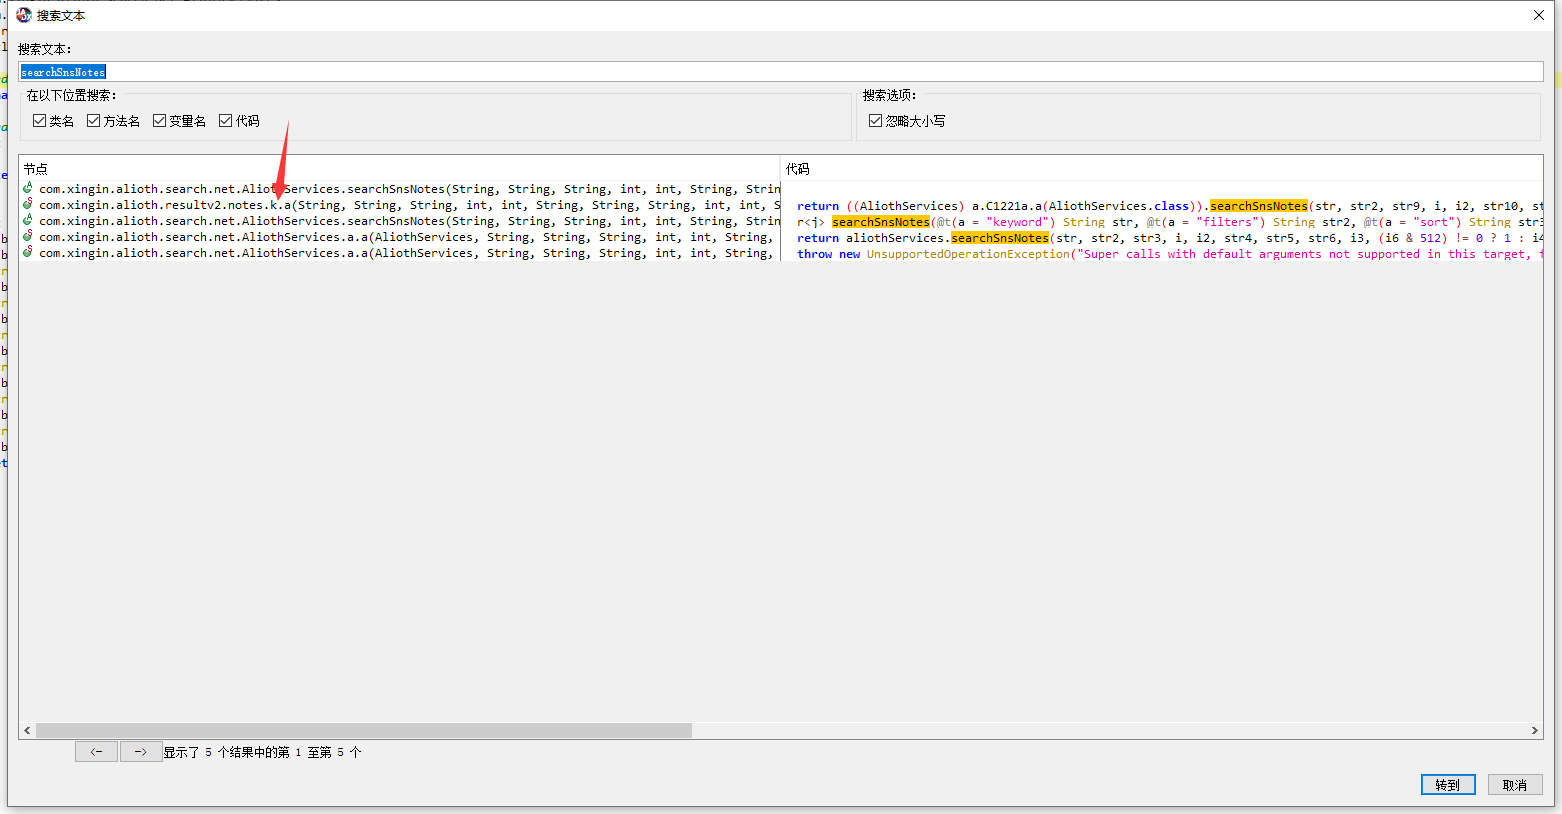 搜索文本
搜索文本:
searchSnsNotes
在以下位置搜索:
类名 方法名 变量名 代码
搜索选项:
忽略大小写
节点 代码
com.xingin.alioth.search.net.AliothServices.searchSnsNotes(String, String, String, int, int, String, Strin
com.xingin.alioth.resultv2.notes.k.a(String, String, String, int, int, String, String, String, int, int, S return ((AliothServices) a.C1221a.a(AliothServices.class)).searchSnsNotes(str, str2, str9, i, i2, str10, st
com.xingin.alioth.search.net.AliothServices.searchSnsNotes(String, String, String, int, int, String, Strin r<j> searchSnsNotes(@t(a = "keyword") String str, @t(a = "filters") String str2, @t(a = "sort") String str3
com.xingin.alioth.search.net.AliothServices.a.a(AliothServices, String, String, String, int, int, String, return aliothServices.searchSnsNotes(str, str2, str3, i, i2, str4, str5, str6, i3, (i6 & 512) != 0 ? 1 : i4
com.xingin.alioth.search.net.AliothServices.a.a(AliothServices, String, String, String, int, int, String, throw new UnsupportedOperationException("Super calls with default arguments not supported in this target, f
<- -> 显示了 5 个结果中的第 1 至第 5 个
转到 取消